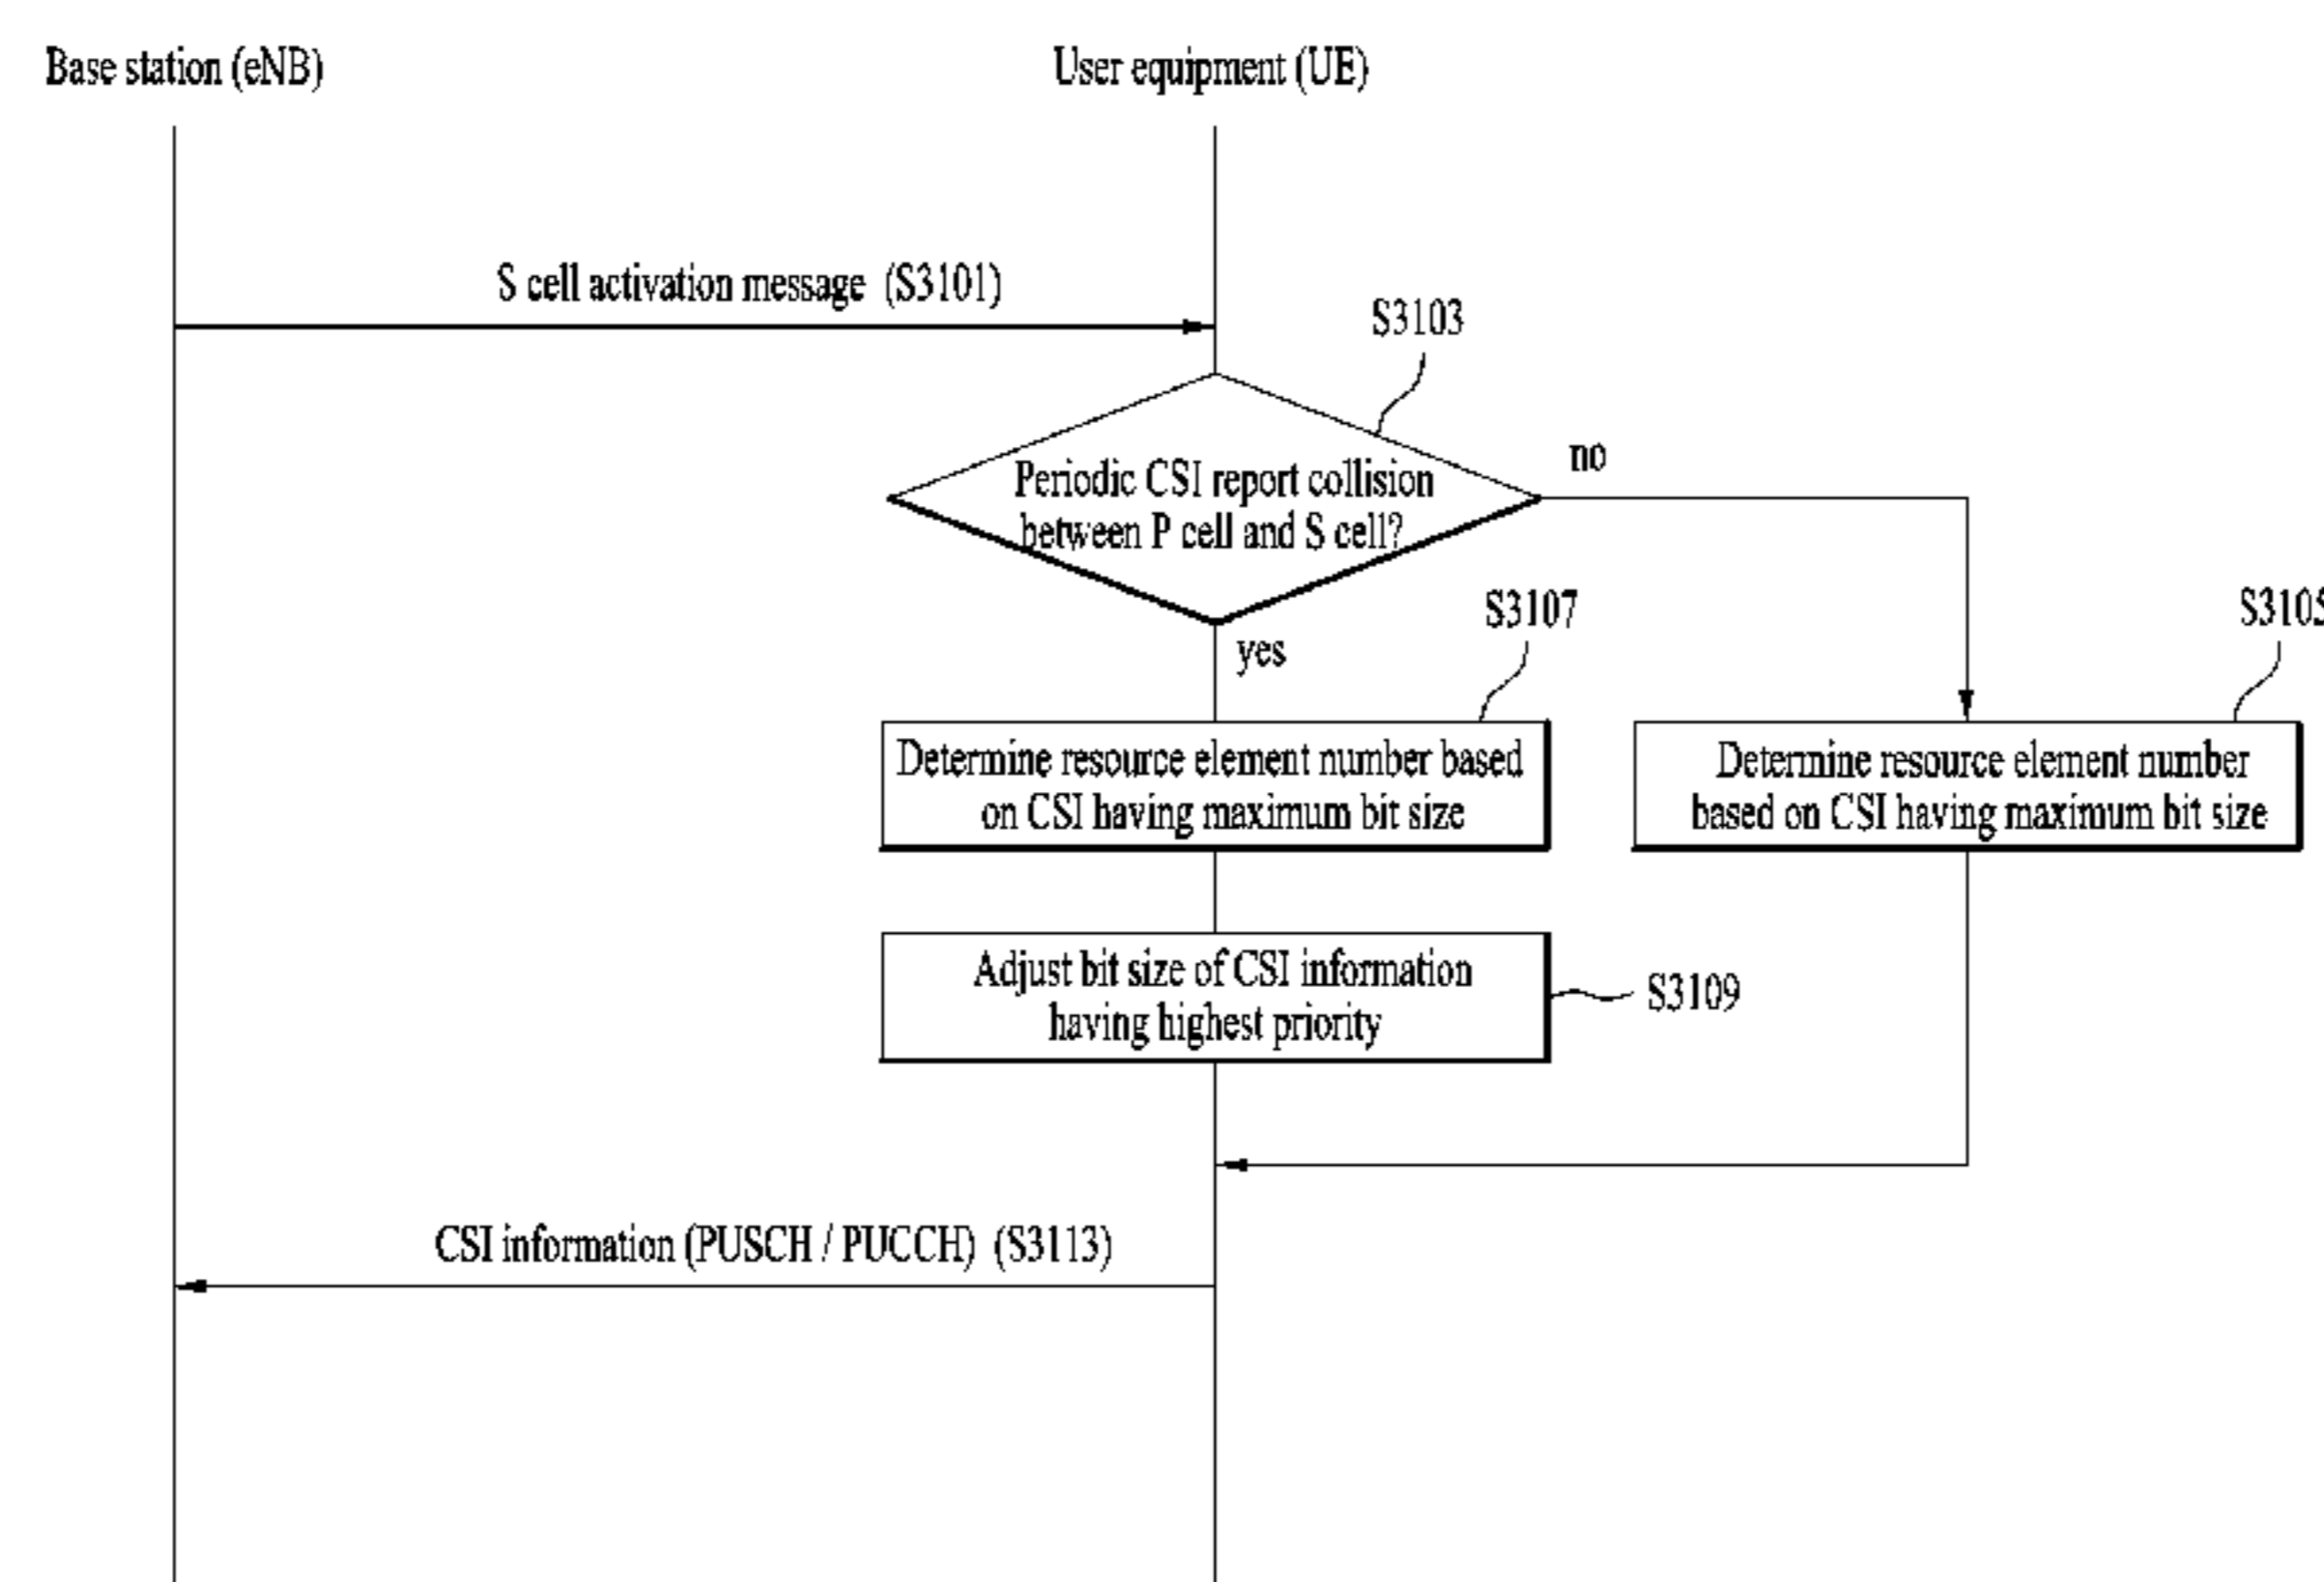 Base station (eNB)
User equipment (UE)
S cell activation message (S3101)
S3103
Periodic CSI report collision
between P cell and S cell?
no
yes
S3107
S3105
Determine resource element number based
on CSI having maximum bit size
Determine resource element number
based on CSI having maximum bit size
Adjust bit size of CSI information
having highest priority
S3109
CSI information (PUSCH / PUCCH) (S3113)